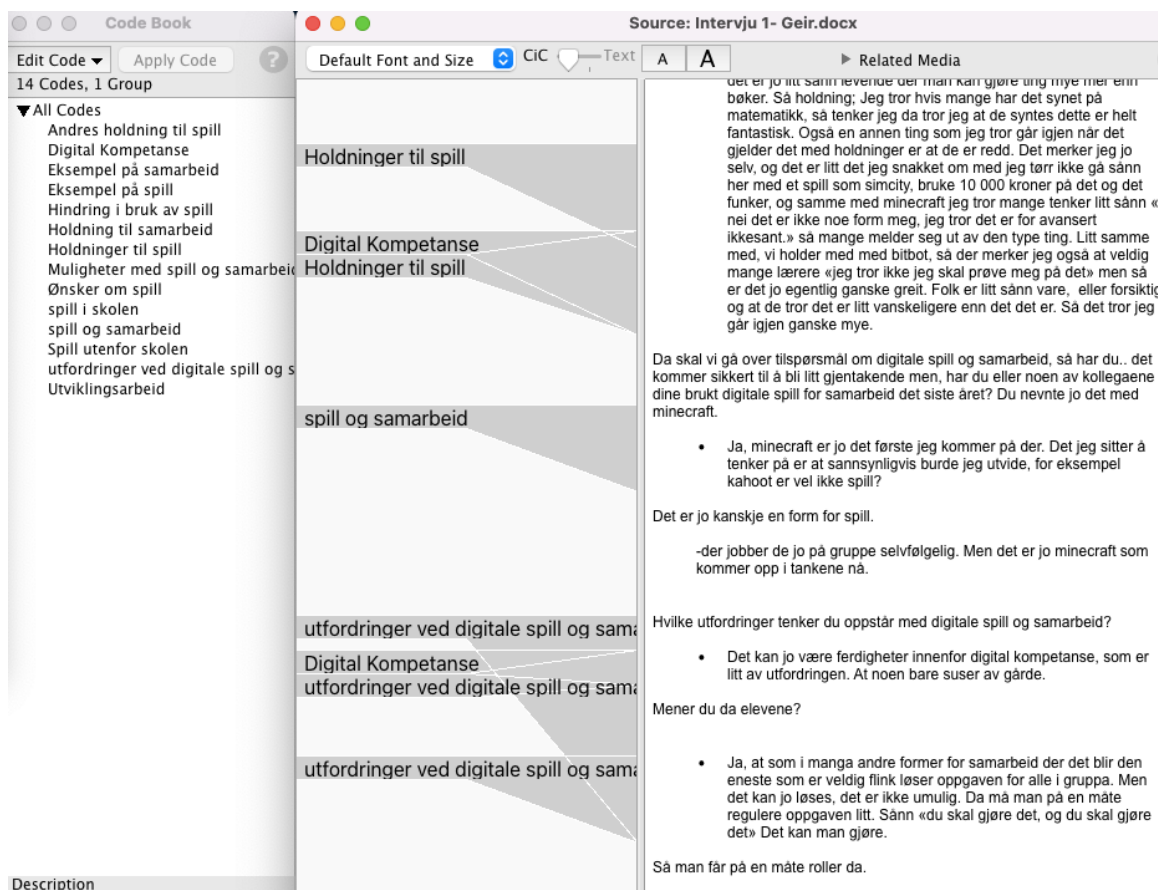 Code Book
Source: Intervju 1- Geir.docx
Edit Code
Apply Code
?
Default Font and Size
CiC
Text
A
A
Related Media
14 Codes, 1 Group
All Codes
Andres holdning til spill
Digital Kompetanse
Eksempel på samarbeid
Eksempel på spill
Hindring i bruk av spill
Holdning til samarbeid
Holdninger til spill
Muligheter med spill og samarbeid
Ønsker om spill
spill i skolen
spill og samarbeid
Spill utenfor skolen
utfordringer ved digitale spill og s
Utviklingsarbeid
Description
Holdninger til spill
Digital Kompetanse
Holdninger til spill
spill og samarbeid
utfordringer ved digitale spill og sama
Digital Kompetanse
utfordringer ved digitale spill og sama
utfordringer ved digitale spill og sama
det er jo litt sånn levende der man kan gjøre ting mye mer enn
bøker. Så holdning; Jeg tror hvis mange har det synet på
matematikk, så tenker jeg da tror jeg at de syntes dette er helt
fantastisk. Også en annen ting som jeg tror går igjen når det
gjelder det med holdninger er at de er redd. Det merker jeg jo
selv, og det er litt det jeg snakket om med jeg tørr ikke gå sånn
her med et spill som simcity, bruke 10 000 kroner på det og det
funker, og samme med minecraft jeg tror mange tenker litt sånn «
nei det er ikke noe form meg, jeg tror det er for avansert
ikkesant.» så mange melder seg ut av den type ting. Litt samme
med, vi holder med med bitbot, så der merker jeg også at veldig
mange lærere «jeg tror ikke jeg skal prøve meg på det» men så
er det jo egentlig ganske greit. Folk er litt sånn vare, eller forsiktig
og at de tror det er litt vanskeligere enn det det er. Så det tror jeg
går igjen ganske mye.
Da skal vi gå over tilspørsmål om digitale spill og samarbeid, så har du.. det
kommer sikkert til å bli litt gjentakende men, har du eller noen av kollegaene
dine brukt digitale spill for samarbeid det siste året? Du nevnte jo det med
minecraft.
• Ja, minecraft er jo det første jeg kommer på der. Det jeg sitter å
tenker på er at sannsynligvis burde jeg utvide, for eksempel
kahoot er vel ikke spill?
Det er jo kanskje en form for spill.
-der jobber de jo på gruppe selvfølgelig. Men det er jo minecraft som
kommer opp i tankene nå.
Hvilke utfordringer tenker du oppstår med digitale spill og samarbeid?
• Det kan jo være ferdigheter innenfor digital kompetanse, som er
litt av utfordringen. At noen bare suser av gårde.
Mener du da elevene?
• Ja, at som i manga andre former for samarbeid der det blir den
eneste som er veldig flink løser oppgaven for alle i gruppa. Men
det kan jo løses, det er ikke umulig. Da må man på en måte
regulere oppgaven litt. Sånn «du skal gjøre det, og du skal gjøre
det» Det kan man gjøre.
Så man får på en måte roller da.